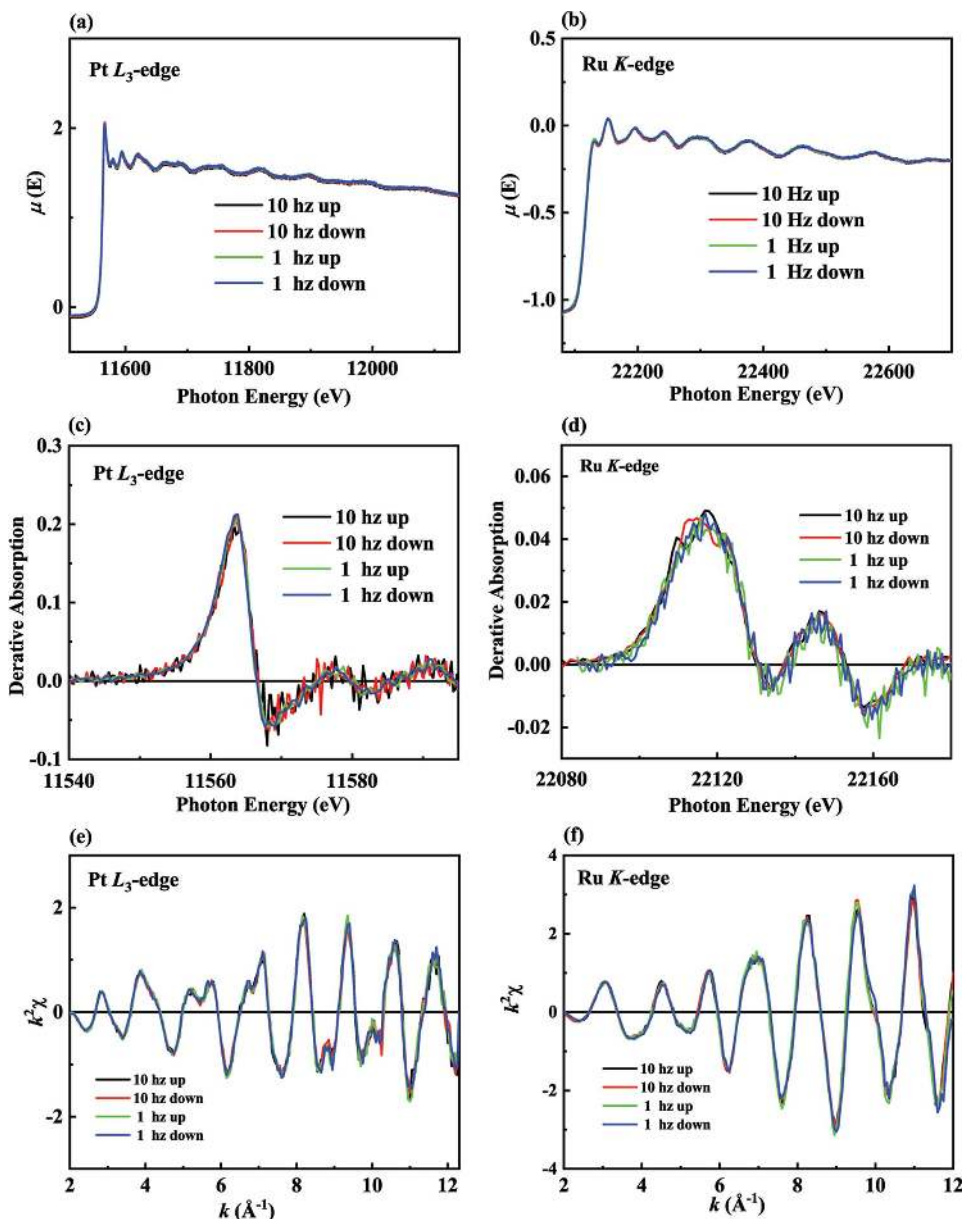 (a)
Pt L3-edge
2
0
μ (E)
10 hz up
10 hz down
1 hz up
1 hz down
11600 11800 12000
Photon Energy (eV)
(b)
Ru K-edge
0.5
0.0
-0.5
-1.0
μ (E)
10 Hz up
10 Hz down
1 Hz up
1 Hz down
22200 22400 22600
Photon Energy (eV)
(c)
Pt L3-edge
0.3
0.2
0.1
0.0
-0.1
Derative Absorption
10 hz up
10 hz down
1 hz up
1 hz down
11540 11560 11580
Photon Energy (eV)
(d)
Ru K-edge
0.06
0.04
0.02
0.00
-0.02
Derative Absorption
10 hz up
10 hz down
1 hz up
1 hz down
22080 22120 22160
Photon Energy (eV)
(e)
Pt L3-edge
2
0
-2
k²χ
10 hz up
10 hz down
1 hz up
1 hz down
2 4 6 8 10 12
k (Å⁻¹)
(f)
Ru K-edge
4
2
0
-2
-4
k²χ
10 hz up
10 hz down
1 hz up
1 hz down
2 4 6 8 10 12
k (Å⁻¹)